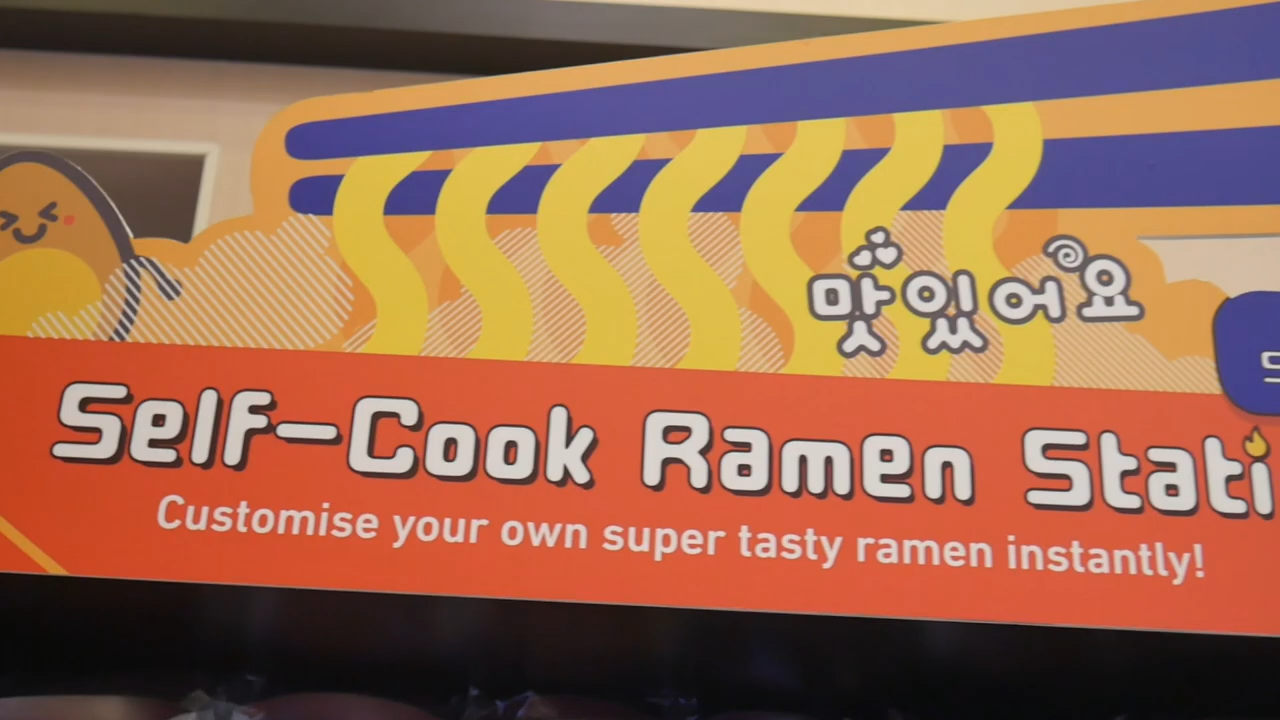 맛있어요
Self-Cook Ramen Stati
Customise your own super tasty ramen instantly!